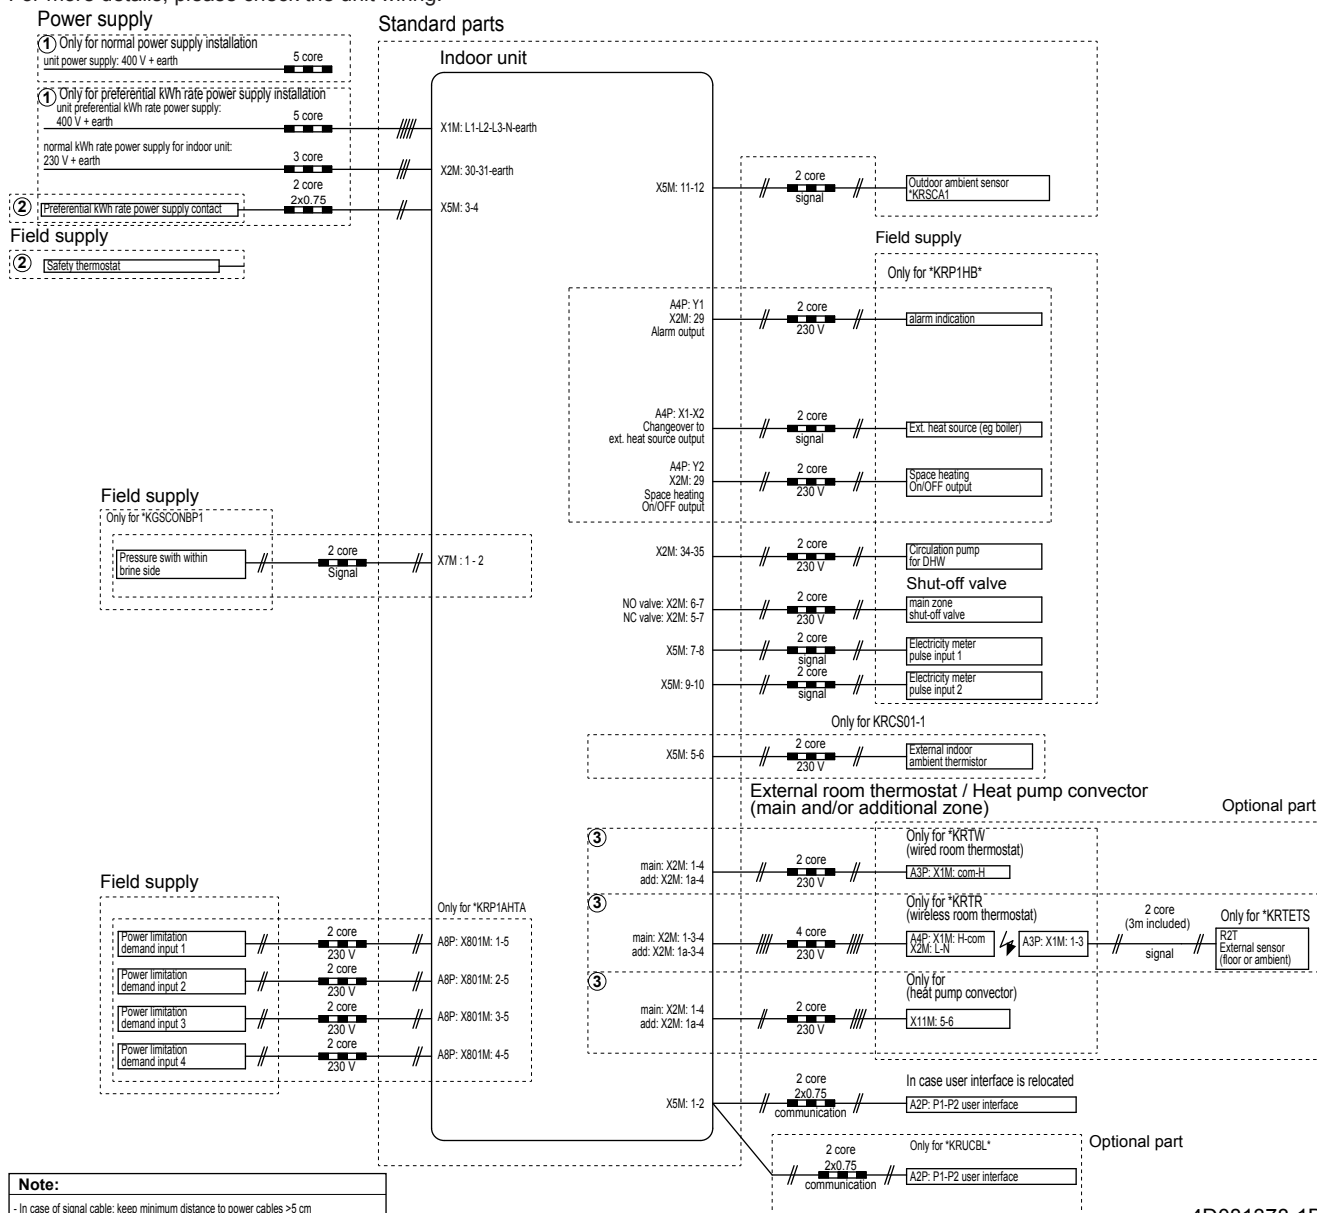 Power supply
① Only for normal power supply installation
unit power supply: 400 V + earth
5 core
① Only for preferential kWh rate power supply installation
unit preferential kWh rate power supply:
400 V + earth
5 core
normal kWh rate power supply for indoor unit:
230 V + earth
3 core
2 core
2x0.75
② Preferential kWh rate power supply contact
Field supply
② Safety thermostat
Standard parts
Indoor unit
X1M: L1-L2-L3-N-earth
X2M: 30-31-earth
X5M: 3-4
X5M: 11-12
2 core
signal
Outdoor ambient sensor
*KRSCA1
Field supply
Only for *KRP1HB*
A4P: Y1
X2M: 29
Alarm output
2 core
230 V
alarm indication
A4P: X1-X2
Changeover to
ext. heat source output
2 core
signal
Ext. heat source (eg boiler)
A4P: Y2
X2M: 29
Space heating
On/OFF output
2 core
230 V
Space heating
On/OFF output
Field supply
Only for *KGSCONBP1
Pressure swith within
brine side
2 core
Signal
X7M : 1 - 2
X2M: 34-35
2 core
230 V
Circulation pump
for DHW
Shut-off valve
NO valve: X2M: 6-7
NC valve: X2M: 5-7
2 core
230 V
main zone
shut-off valve
X5M: 7-8
2 core
signal
Electricity meter
pulse input 1
X5M: 9-10
2 core
signal
Electricity meter
pulse input 2
Only for KRCS01-1
X5M: 5-6
2 core
230 V
External indoor
ambient thermistor
External room thermostat / Heat pump convector
(main and/or additional zone)
Optional part
③
main: X2M: 1-4
add: X2M: 1a-4
2 core
230 V
Only for *KRTW
(wired room thermostat)
A3P: X1M: com-H
③
main: X2M: 1-3-4
add: X2M: 1a-3-4
4 core
230 V
Only for *KRTR
(wireless room thermostat)
A4P: X1M: H-com
X2M: L-N
A3P: X1M: 1-3
2 core
(3m included)
signal
Only for *KRTETS
R2T
External sensor
(floor or ambient)
③
main: X2M: 1-4
add: X2M: 1a-4
2 core
230 V
Only for
(heat pump convector)
X11M: 5-6
Field supply
Only for *KRP1AHTA
Power limitation
demand input 1
2 core
230 V
A8P: X801M: 1-5
Power limitation
demand input 2
2 core
230 V
A8P: X801M: 2-5
Power limitation
demand input 3
2 core
230 V
A8P: X801M: 3-5
Power limitation
demand input 4
2 core
230 V
A8P: X801M: 4-5
X5M: 1-2
2 core
2x0.75
communication
In case user interface is relocated
A2P: P1-P2 user interface
Optional part
2 core
2x0.75
communication
Only for *KRUCBL*
A2P: P1-P2 user interface
Note:
- In case of signal cable: keep minimum distance to power cables >5 cm